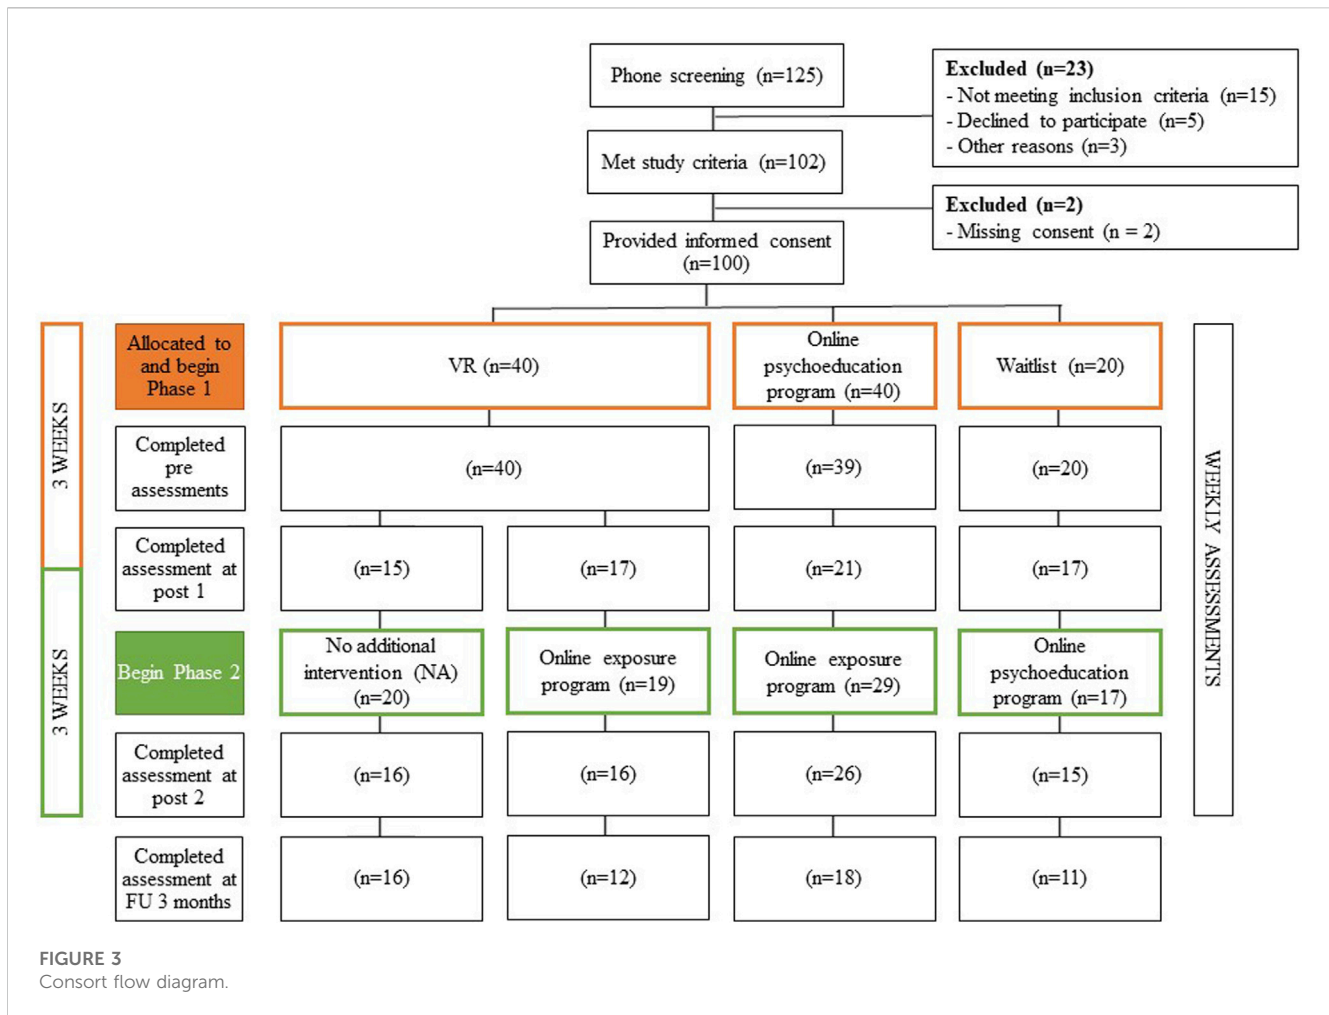 Phone screening (n=125)
Excluded (n=23)
- Not meeting inclusion criteria (n=15)
- Declined to participate (n=5)
- Other reasons (n=3)
Met study criteria (n=102)
Excluded (n=2)
- Missing consent (n = 2)
Provided informed consent
(n=100)
3 WEEKS
Allocated to
and begin
Phase 1
VR (n=40)
Online
psychoeducation
program (n=40)
Waitlist (n=20)
Completed
pre
assessments
(n=40)
(n=39)
(n=20)
WEEKLY ASSESSMENTS
Completed
assessment at
post 1
(n=15)
(n=17)
(n=21)
(n=17)
3 WEEKS
Begin Phase 2
No additional
intervention (NA)
(n=20)
Online exposure
program (n=19)
Online exposure
program (n=29)
Online
psychoeducation
program (n=17)
Completed
assessment at
post 2
(n=16)
(n=16)
(n=26)
(n=15)
Completed
assessment at
FU 3 months
(n=16)
(n=12)
(n=18)
(n=11)
FIGURE 3
Consort flow diagram.